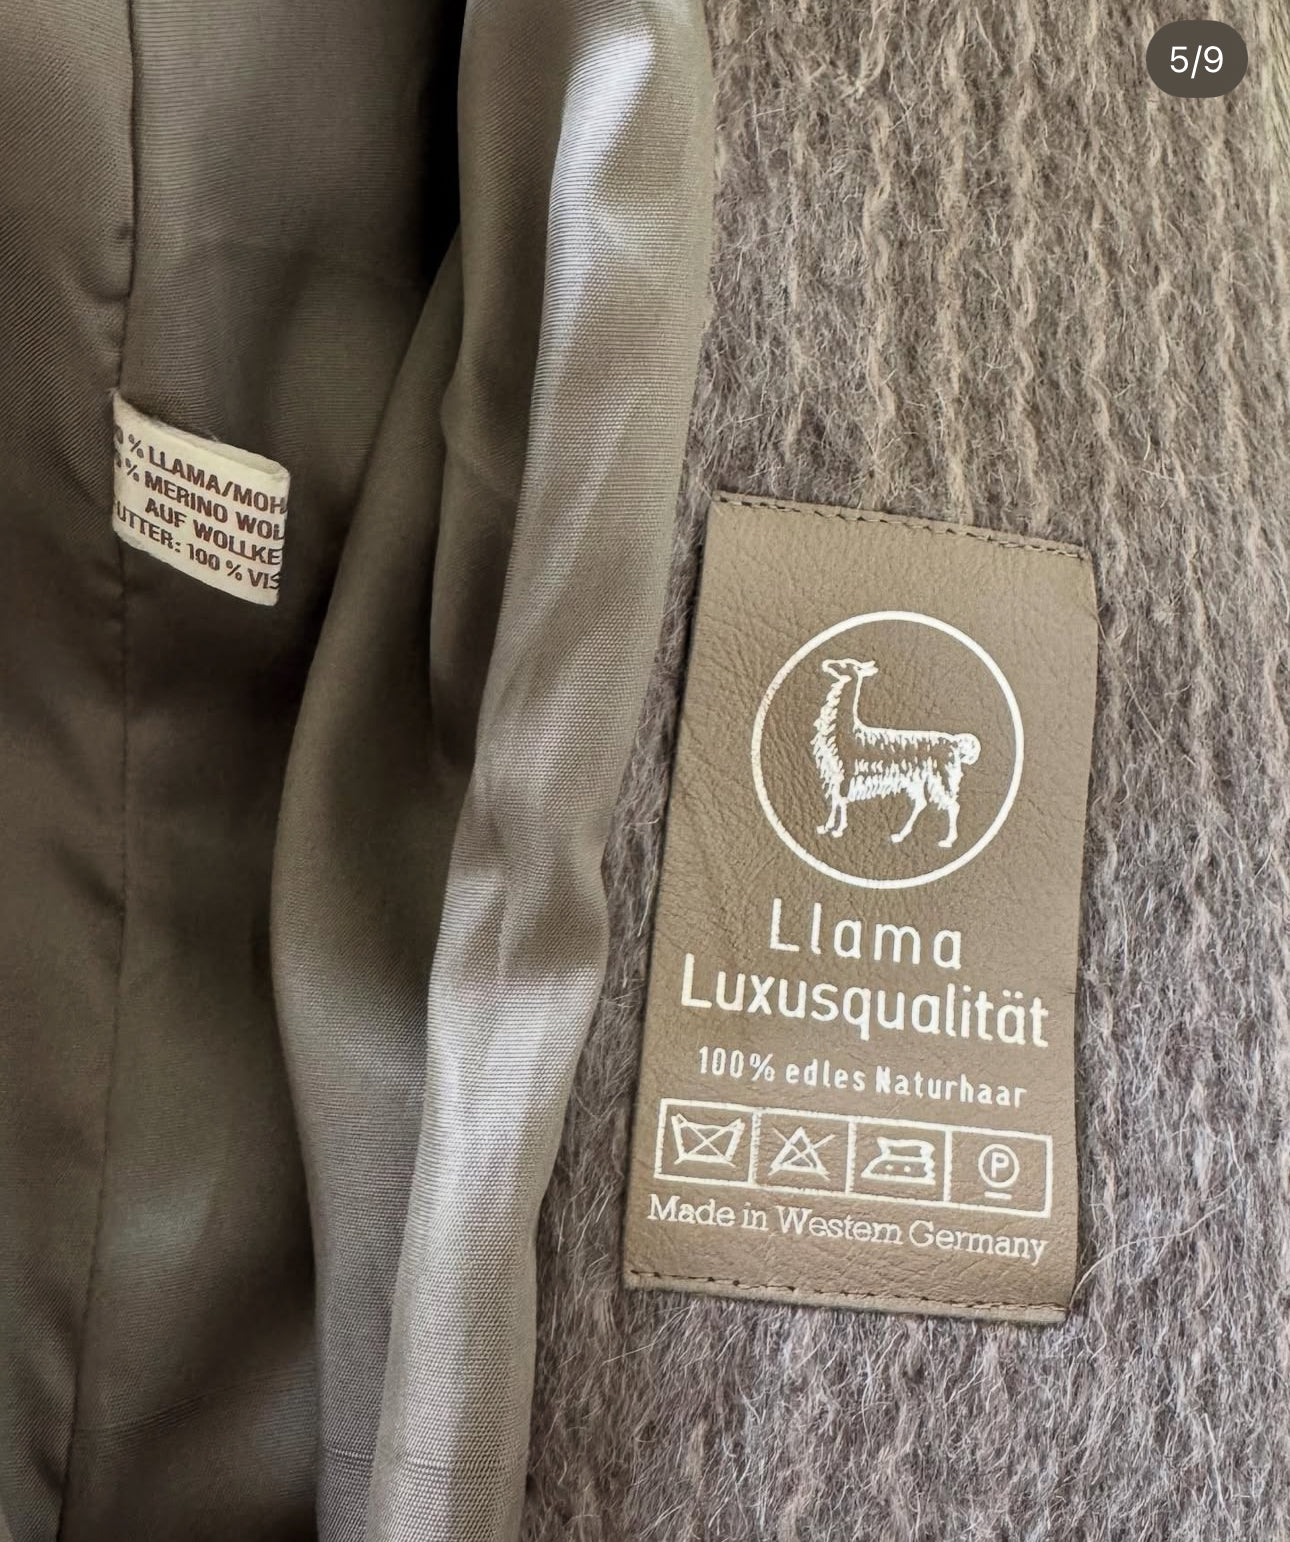 5/9
% LLAMA/MOH
% MERINO WOL
AUF WOLLKE
UTTER: 100 % VIS
Llama
Luxusqualität
100% edles Naturhaar
P
Made in Western Germany